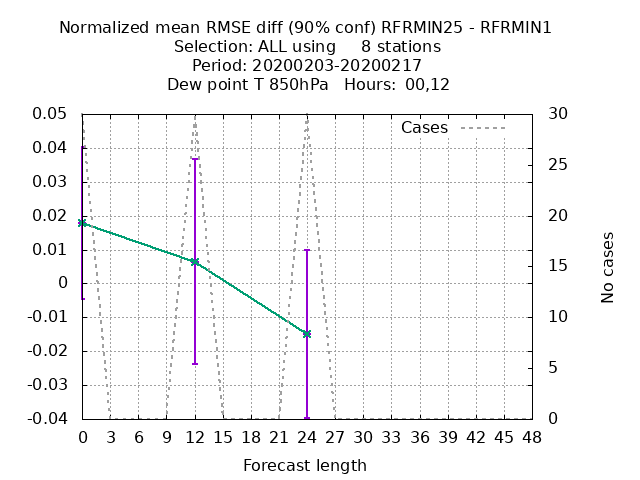 Normalized mean RMSE diff (90% conf) RFRMIN25 - RFRMIN1
Selection: ALL using     8 stations
Period: 20200203-20200217
Dew point T 850hPa   Hours:  00,12
Cases
0.05
0.04
0.03
0.02
0.01
0
-0.01
-0.02
-0.03
-0.04
30
25
20
15
10
5
0
No cases
0 3 6 9 12 15 18 21 24 27 30 33 36 39 42 45 48
Forecast length